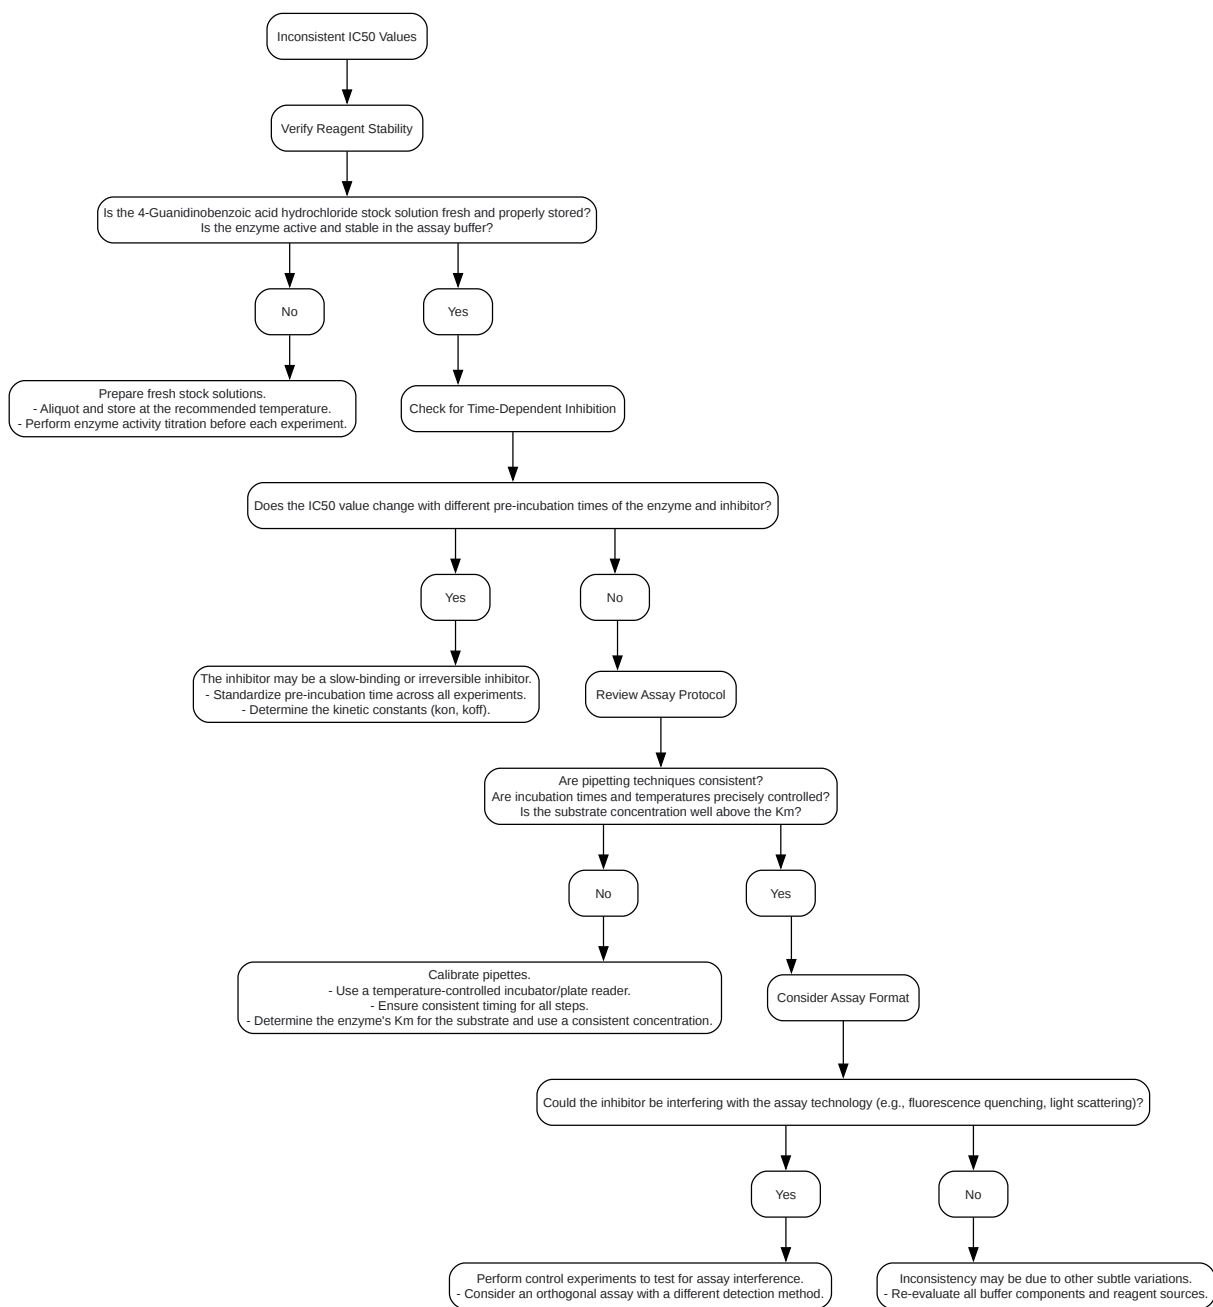 Inconsistent IC50 Values
Verify Reagent Stability
Is the 4-Guanidinobenzoic acid hydrochloride stock solution fresh and properly stored?
Is the enzyme active and stable in the assay buffer?
No
Yes
Prepare fresh stock solutions.
- Aliquot and store at the recommended temperature.
- Perform enzyme activity titration before each experiment.
Check for Time-Dependent Inhibition
Does the IC50 value change with different pre-incubation times of the enzyme and inhibitor?
Yes
No
The inhibitor may be a slow-binding or irreversible inhibitor.
- Standardize pre-incubation time across all experiments.
- Determine the kinetic constants (kon, koff).
Review Assay Protocol
Are pipetting techniques consistent?
Are incubation times and temperatures precisely controlled?
Is the substrate concentration well above the Km?
No
Yes
Calibrate pipettes.
- Use a temperature-controlled incubator/plate reader.
- Ensure consistent timing for all steps.
- Determine the enzyme's Km for the substrate and use a consistent concentration.
Consider Assay Format
Could the inhibitor be interfering with the assay technology (e.g., fluorescence quenching, light scattering)?
Yes
No
Perform control experiments to test for assay interference.
- Consider an orthogonal assay with a different detection method.
Inconsistency may be due to other subtle variations.
- Re-evaluate all buffer components and reagent sources.